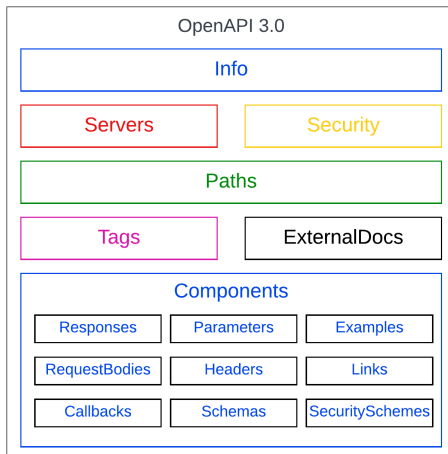 OpenAPI 3.0
Info
Servers
Security
Paths
Tags
ExternalDocs
Components
Responses
Parameters
Examples
RequestBodies
Headers
Links
Callbacks
Schemas
SecuritySchemes